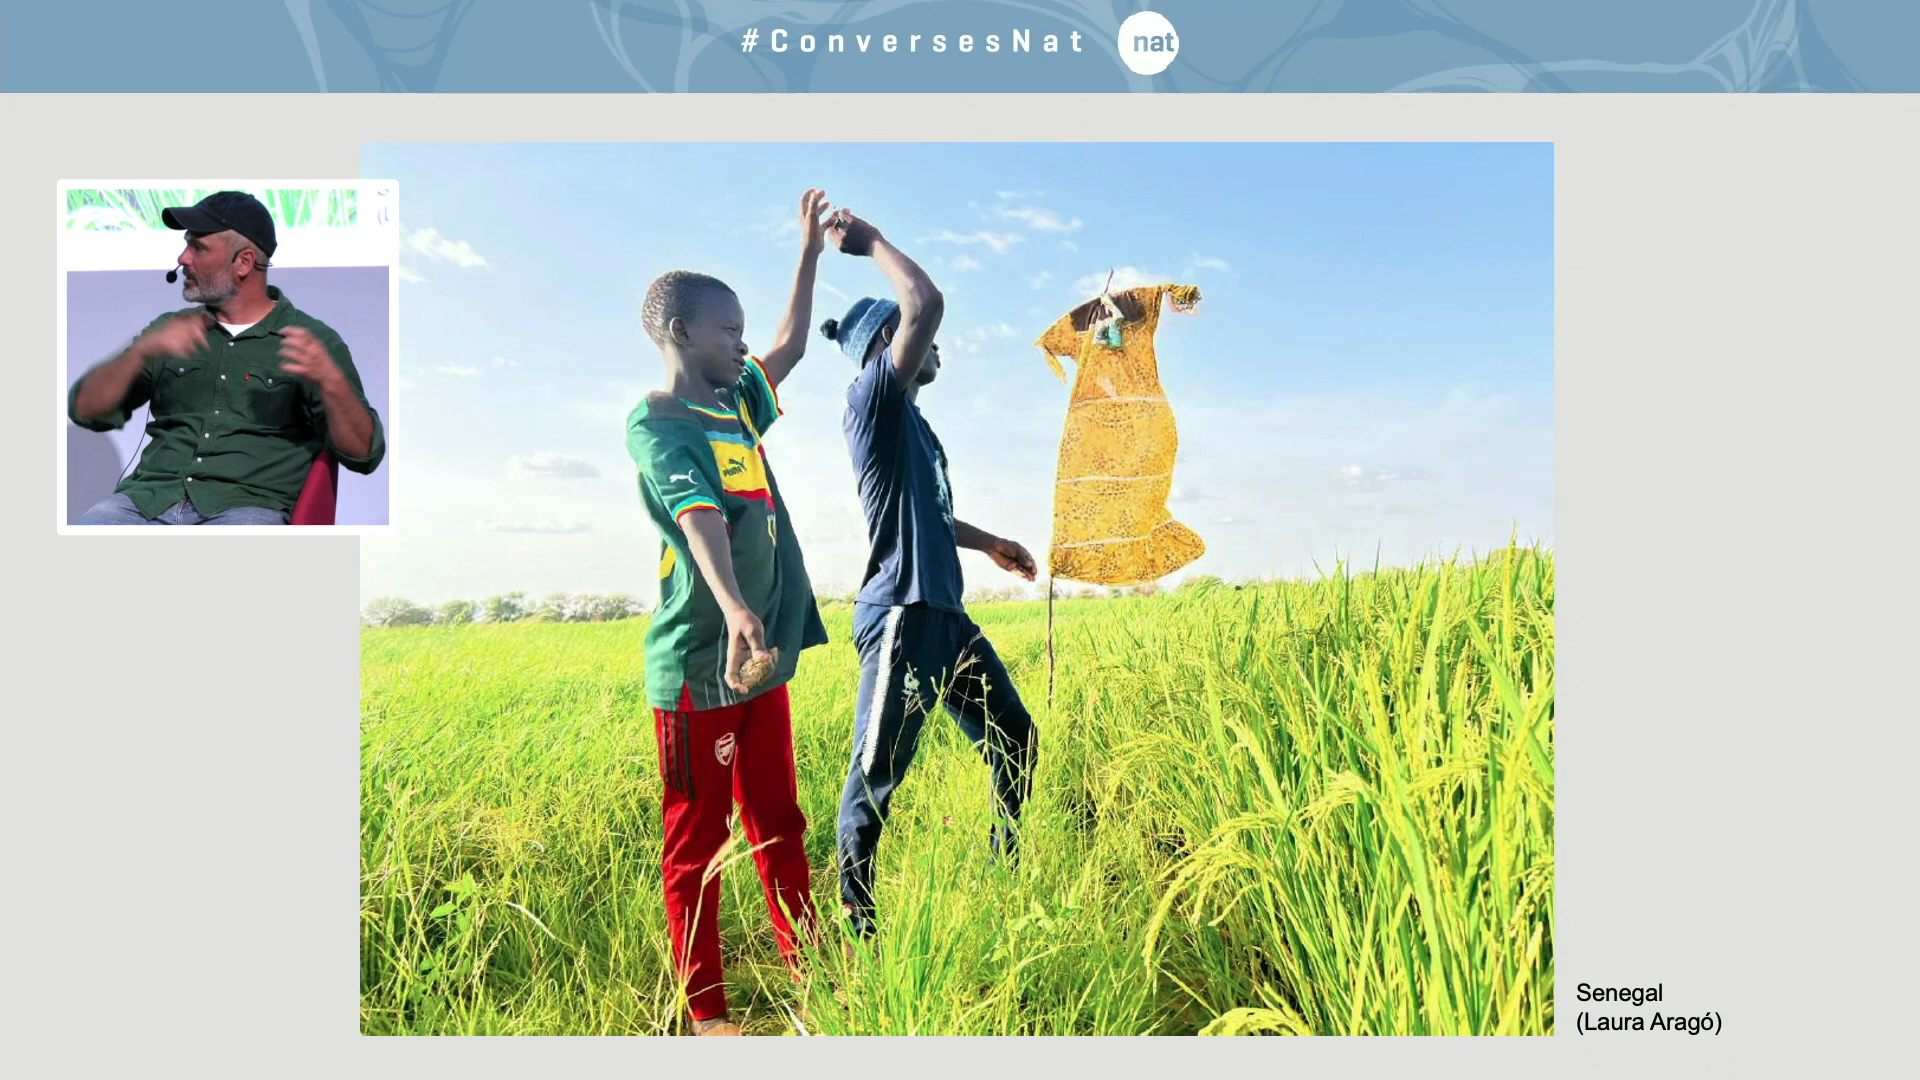 #ConversesNat
nat
PUMA
Senegal
(Laura Aragó)